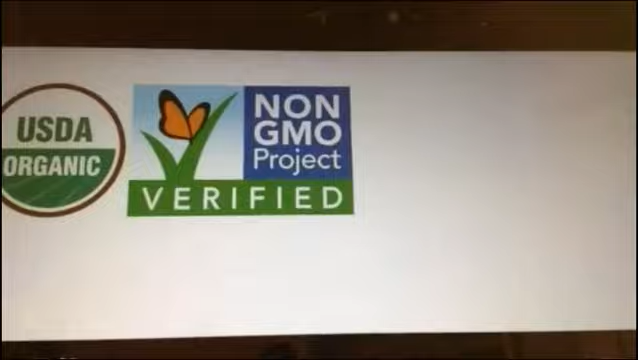 USDA
ORGANIC
NON
GMO
Project
VERIFIED